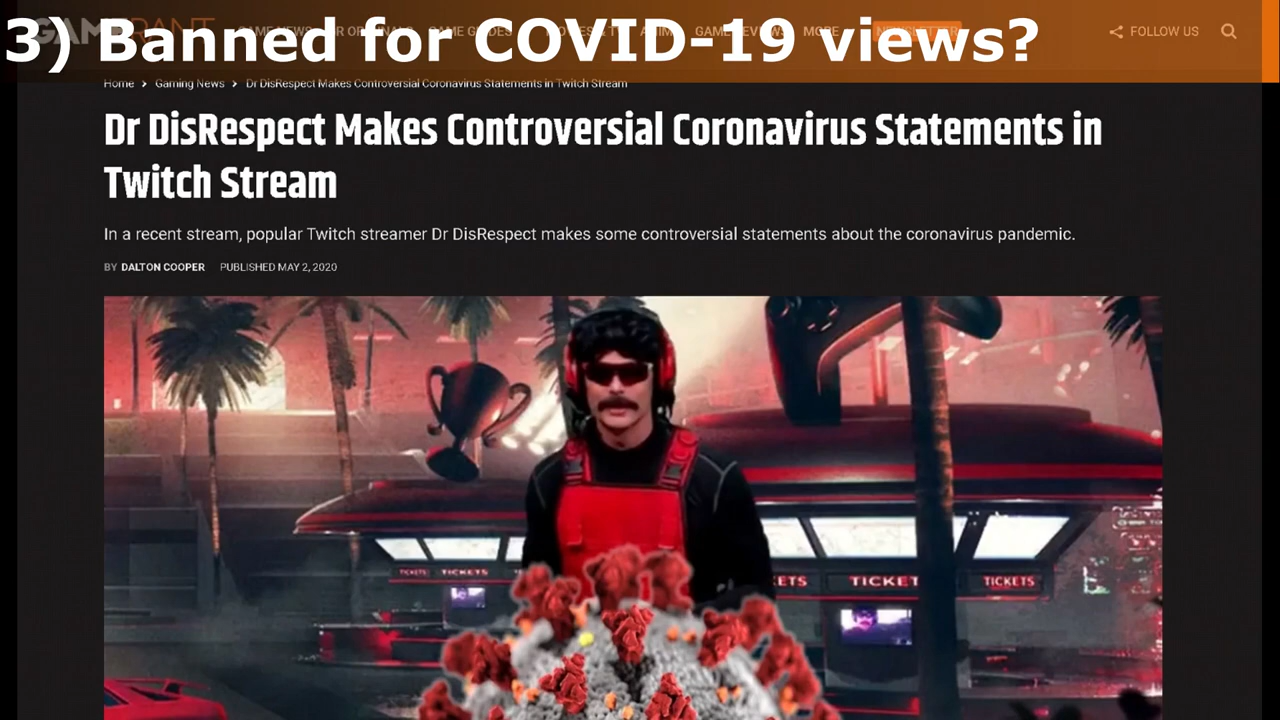 3) Banned for COVID-19 views?
FOLLOW US
Home > Gaming News > Dr DisRespect Makes Controversial Coronavirus Statements in Twitch Stream
Dr DisRespect Makes Controversial Coronavirus Statements in
Twitch Stream
In a recent stream, popular Twitch streamer Dr DisRespect makes some controversial statements about the coronavirus pandemic.
BY DALTON COOPER PUBLISHED MAY 2, 2020
TICKETS TICKETS TICKET TICKETS